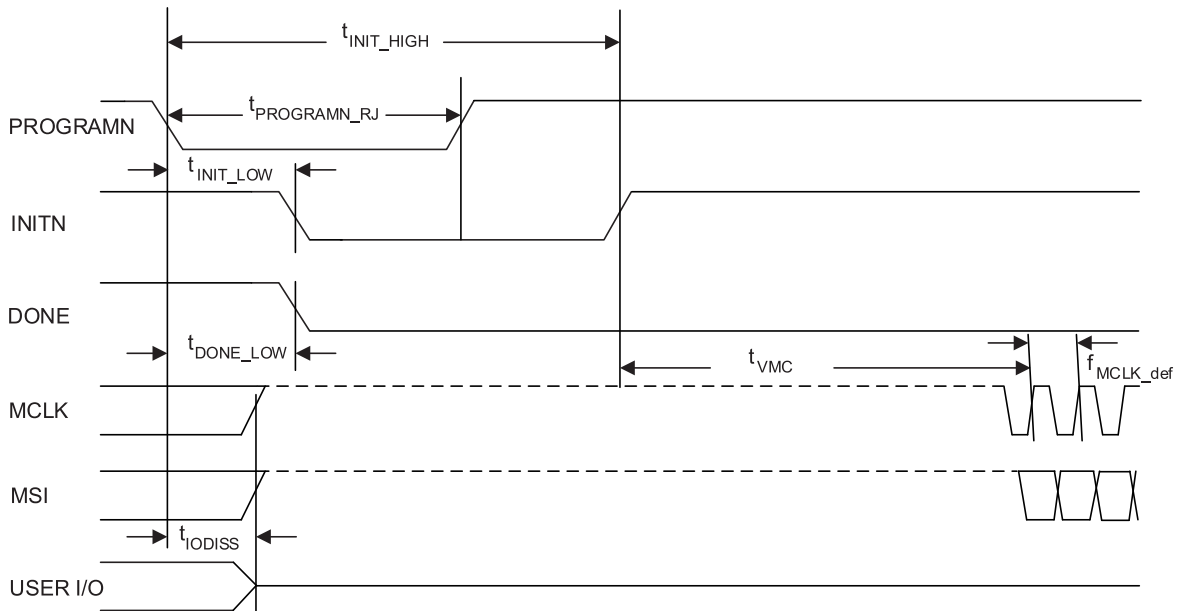 tINIT_HIGH
PROGRAMN
tPROGRAMN_RJ
tINIT_LOW
INITN
DONE
tDONE_LOW
tVMC
fMCLK_def
MCLK
MSI
tIODISS
USER I/O